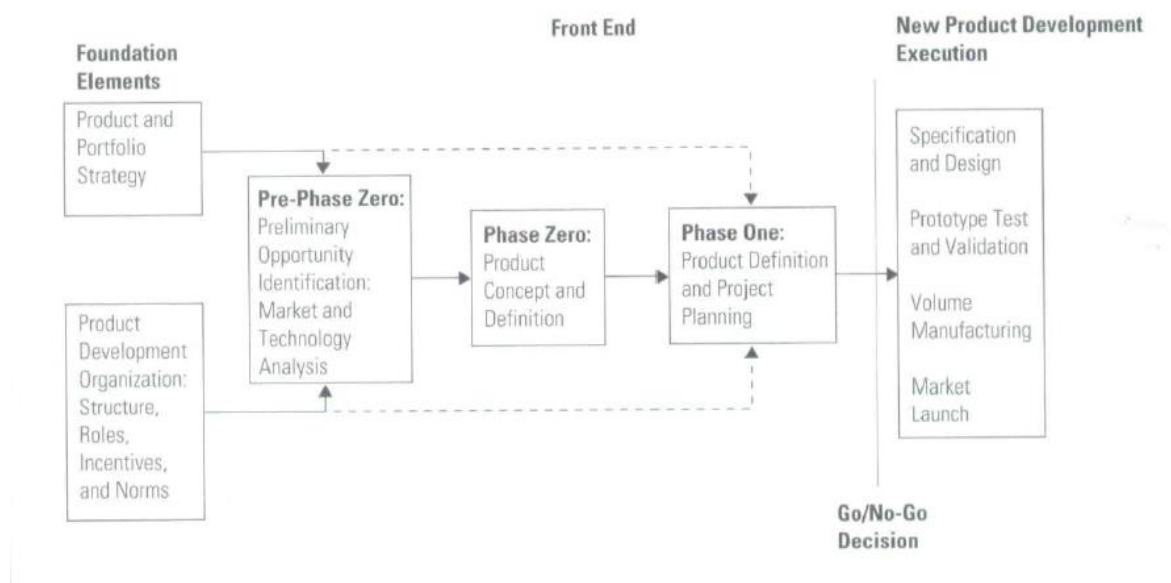 Front End
New Product Development
Execution
Foundation
Elements
Product and
Portfolio
Strategy
Product
Development
Organization:
Structure,
Roles,
Incentives,
and Norms
Pre-Phase Zero:
Preliminary
Opportunity
Identification:
Market and
Technology
Analysis
Phase Zero:
Product
Concept and
Definition
Phase One:
Product Definition
and Project
Planning
Specification
and Design
Prototype Test
and Validation
Volume
Manufacturing
Market
Launch
Go/No-Go
Decision